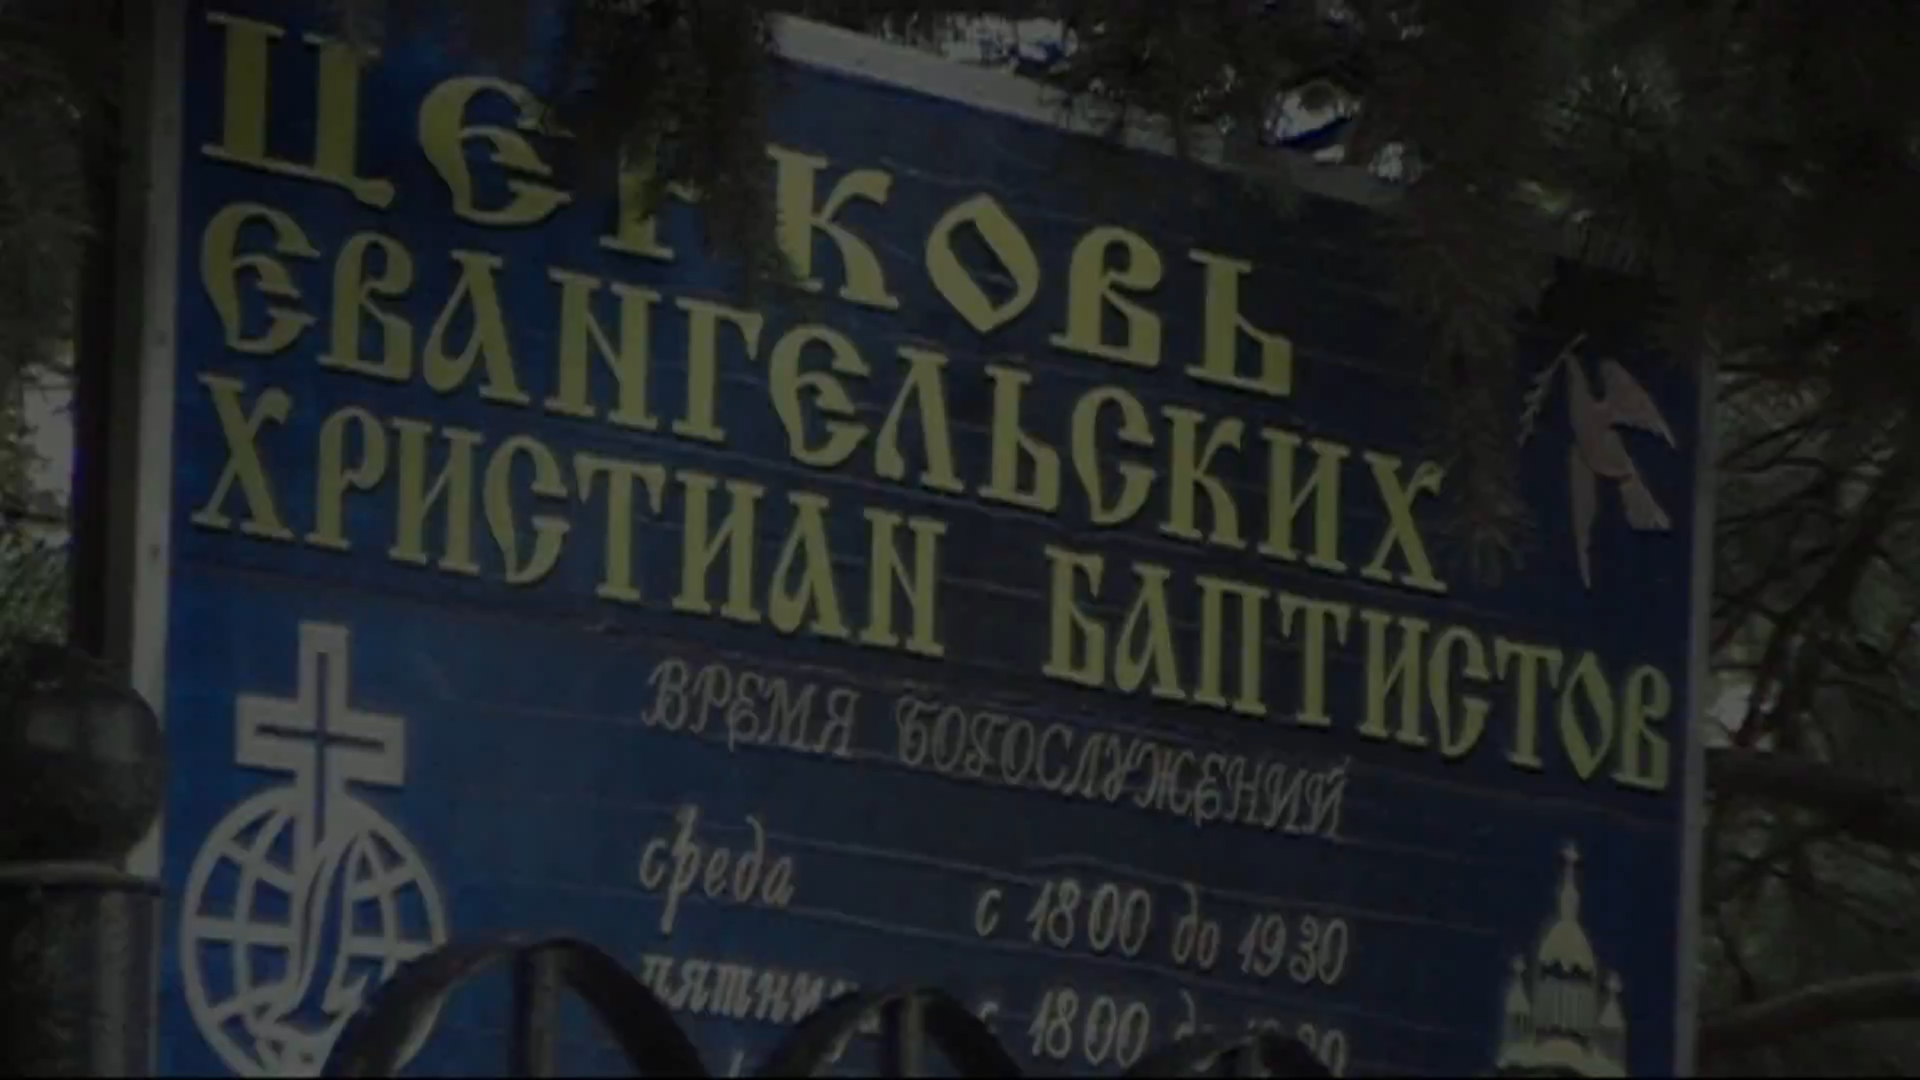 ЦЕРКОВЬ
ЕВАНГЕЛЬСКИХ
ХРИСТИАН БАПТИСТОВ
ВРЕМЯ БОГОСЛУЖЕНИЙ
среда с 18 00 до 19 30
с 18 00